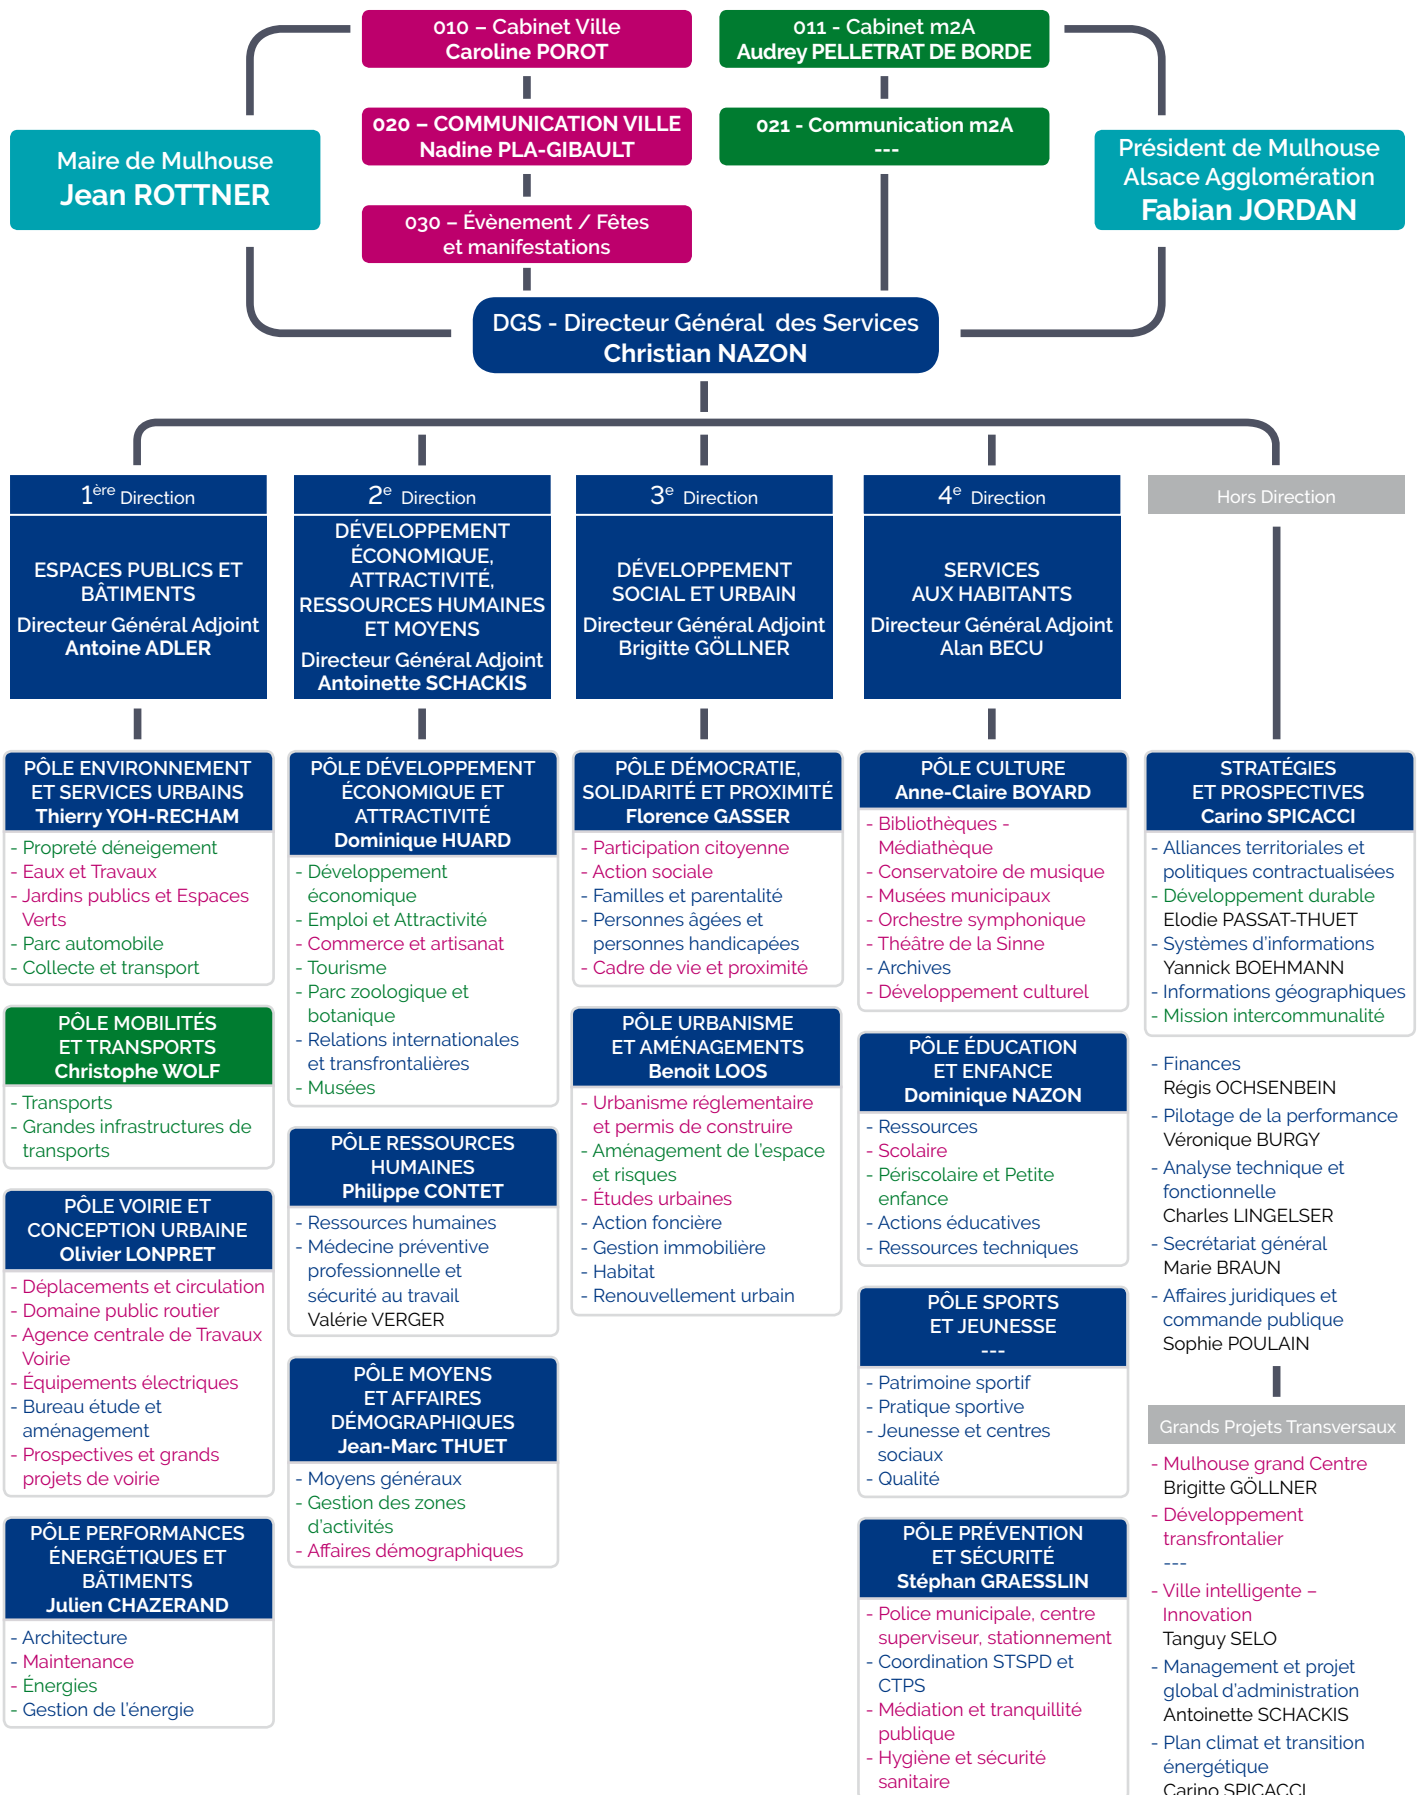 010 – Cabinet Ville
Caroline POROT
011 - Cabinet m2A
Audrey PELLETRAT DE BORDE
020 – COMMUNICATION VILLE
Nadine PLA-GIBAULT
021 - Communication m2A
---
Maire de Mulhouse
Jean ROTTNER
Président de Mulhouse
Alsace Agglomération
Fabian JORDAN
030 – Évènement / Fêtes
et manifestations
DGS - Directeur Général des Services
Christian NAZON
1ère Direction
ESPACES PUBLICS ET
BÂTIMENTS
Directeur Général Adjoint
Antoine ADLER
2e Direction
DÉVELOPPEMENT
ÉCONOMIQUE,
ATTRACTIVITÉ,
RESSOURCES HUMAINES
ET MOYENS
Directeur Général Adjoint
Antoinette SCHACKIS
3e Direction
DÉVELOPPEMENT
SOCIAL ET URBAIN
Directeur Général Adjoint
Brigitte GÖLLNER
4e Direction
SERVICES
AUX HABITANTS
Directeur Général Adjoint
Alan BECU
Hors Direction
PÔLE ENVIRONNEMENT
ET SERVICES URBAINS
Thierry YOH-RECHAM
- Propreté déneigement
- Eaux et Travaux
- Jardins publics et Espaces
Verts
- Parc automobile
- Collecte et transport
PÔLE MOBILITÉS
ET TRANSPORTS
Christophe WOLF
- Transports
- Grandes infrastructures de
transports
PÔLE VOIRIE ET
CONCEPTION URBAINE
Olivier LONPRET
- Déplacements et circulation
- Domaine public routier
- Agence centrale de Travaux
Voirie
- Équipements électriques
- Bureau étude et
aménagement
- Prospectives et grands
projets de voirie
PÔLE PERFORMANCES
ÉNERGÉTIQUES ET
BÂTIMENTS
Julien CHAZERAND
- Architecture
- Maintenance
- Énergies
- Gestion de l'énergie
PÔLE DÉVELOPPEMENT
ÉCONOMIQUE ET
ATTRACTIVITÉ
Dominique HUARD
- Développement
économique
- Emploi et Attractivité
- Commerce et artisanat
- Tourisme
- Parc zoologique et
botanique
- Relations internationales
et transfrontalières
- Musées
PÔLE RESSOURCES
HUMAINES
Philippe CONTET
- Ressources humaines
- Médecine préventive
professionnelle et
sécurité au travail
Valérie VERGER
PÔLE MOYENS
ET AFFAIRES
DÉMOGRAPHIQUES
Jean-Marc THUET
- Moyens généraux
- Gestion des zones
d'activités
- Affaires démographiques
PÔLE DÉMOCRATIE,
SOLIDARITÉ ET PROXIMITÉ
Florence GASSER
- Participation citoyenne
- Action sociale
- Familles et parentalité
- Personnes âgées et
personnes handicapées
- Cadre de vie et proximité
PÔLE URBANISME
ET AMÉNAGEMENTS
Benoit LOOS
- Urbanisme réglementaire
et permis de construire
- Aménagement de l'espace
et risques
- Études urbaines
- Action foncière
- Gestion immobilière
- Habitat
- Renouvellement urbain
PÔLE CULTURE
Anne-Claire BOYARD
- Bibliothèques -
Médiathèque
- Conservatoire de musique
- Musées municipaux
- Orchestre symphonique
- Théâtre de la Sinne
- Archives
- Développement culturel
PÔLE ÉDUCATION
ET ENFANCE
Dominique NAZON
- Ressources
- Scolaire
- Périscolaire et Petite
enfance
- Actions éducatives
- Ressources techniques
PÔLE SPORTS
ET JEUNESSE
---
- Patrimoine sportif
- Pratique sportive
- Jeunesse et centres
sociaux
- Qualité
PÔLE PRÉVENTION
ET SÉCURITÉ
Stéphan GRAESSLIN
- Police municipale, centre
superviseur, stationnement
- Coordination STSPD et
CTPS
- Médiation et tranquillité
publique
- Hygiène et sécurité
sanitaire
STRATÉGIES
ET PROSPECTIVES
Carino SPICACCI
- Alliances territoriales et
politiques contractualisées
- Développement durable
Elodie PASSAT-THUET
- Systèmes d'informations
Yannick BOEHMANN
- Informations géographiques
- Mission intercommunalité
- Finances
Régis OCHSENBEIN
- Pilotage de la performance
Véronique BURGY
- Analyse technique et
fonctionnelle
Charles LINGELSER
- Secrétariat général
Marie BRAUN
- Affaires juridiques et
commande publique
Sophie POULAIN
Grands Projets Transversaux
- Mulhouse grand Centre
Brigitte GÖLLNER
- Développement
transfrontalier
---
- Ville intelligente –
Innovation
Tanguy SELO
- Management et projet
global d'administration
Antoinette SCHACKIS
- Plan climat et transition
énergétique
Carino SPICACCI